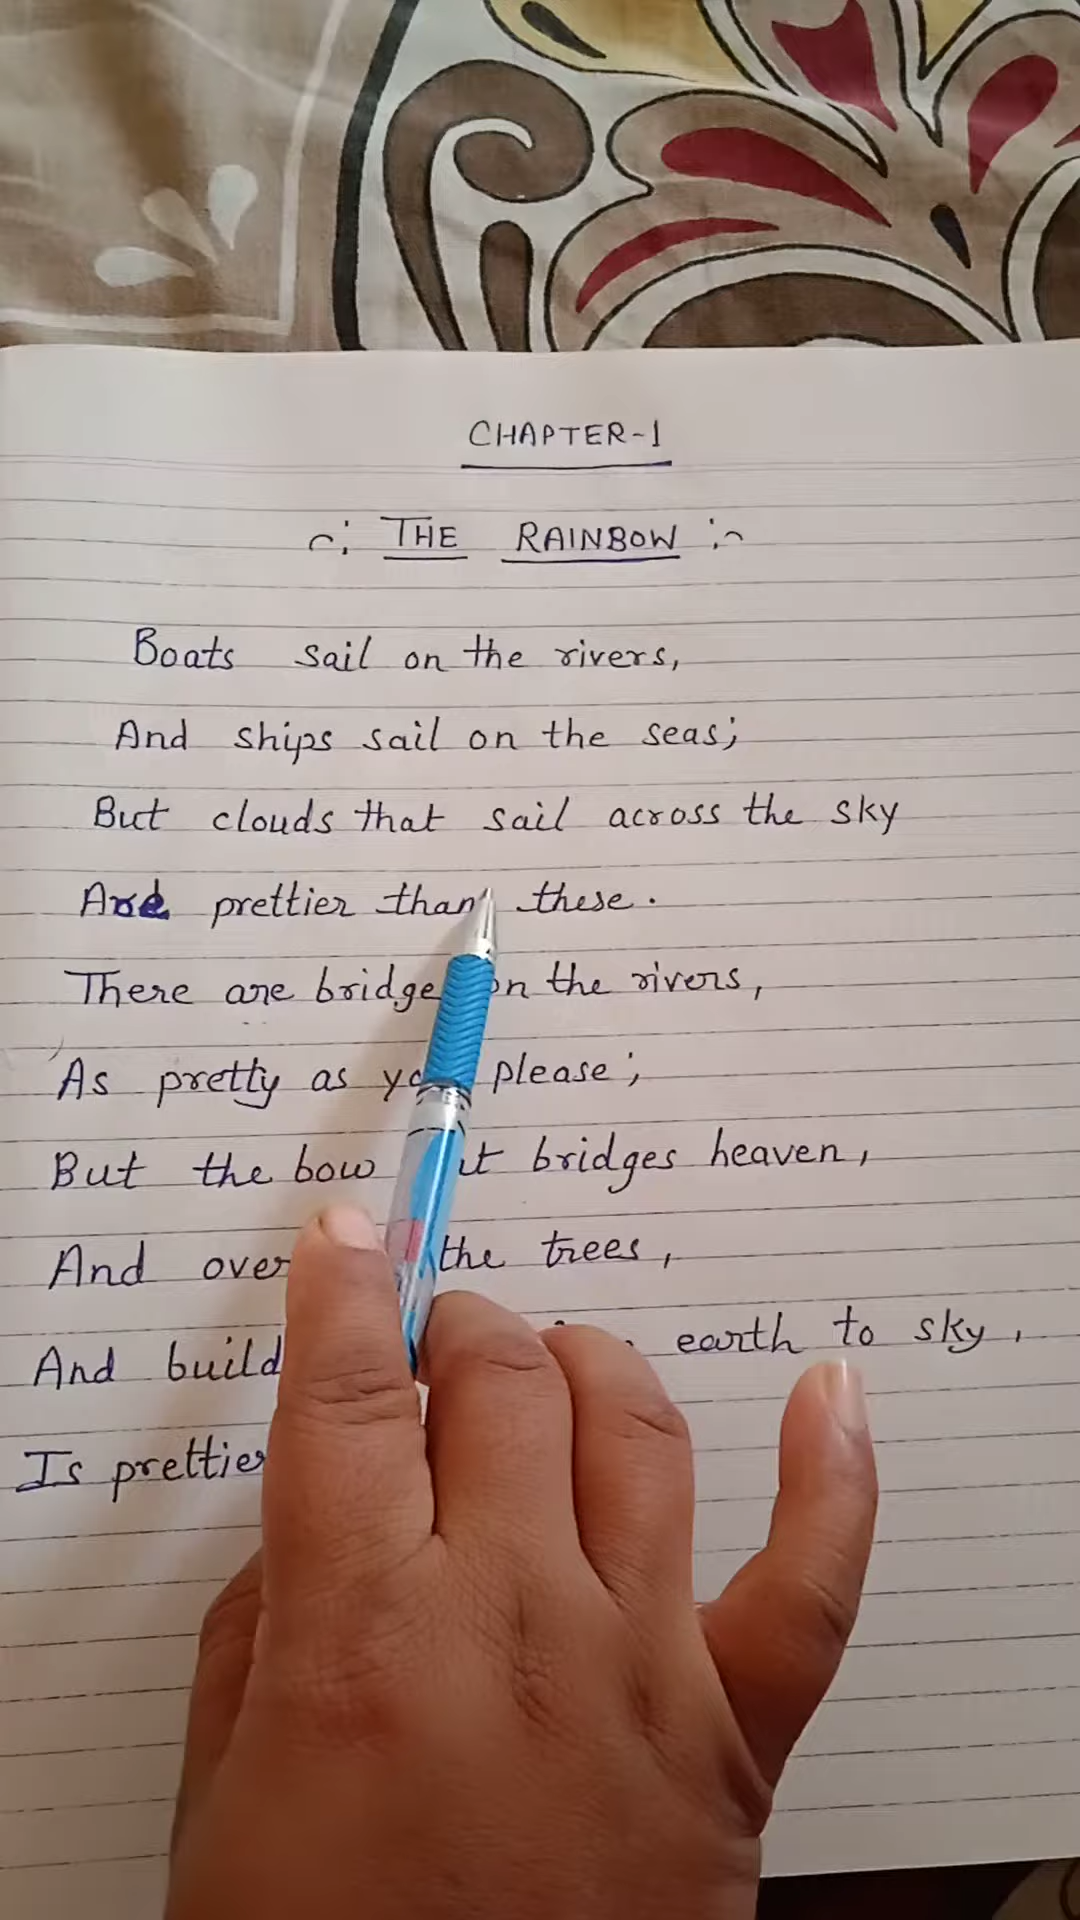 CHAPTER-1
THE RAINBOW
Boats sail on the rivers,
And ships sail on the seas;
But clouds that sail across the sky
Are prettier than these.
There are bridge on the rivers,
As pretty as please;
But the bow bridges heaven,
And over the trees,
And build earth to sky,
Is prettier